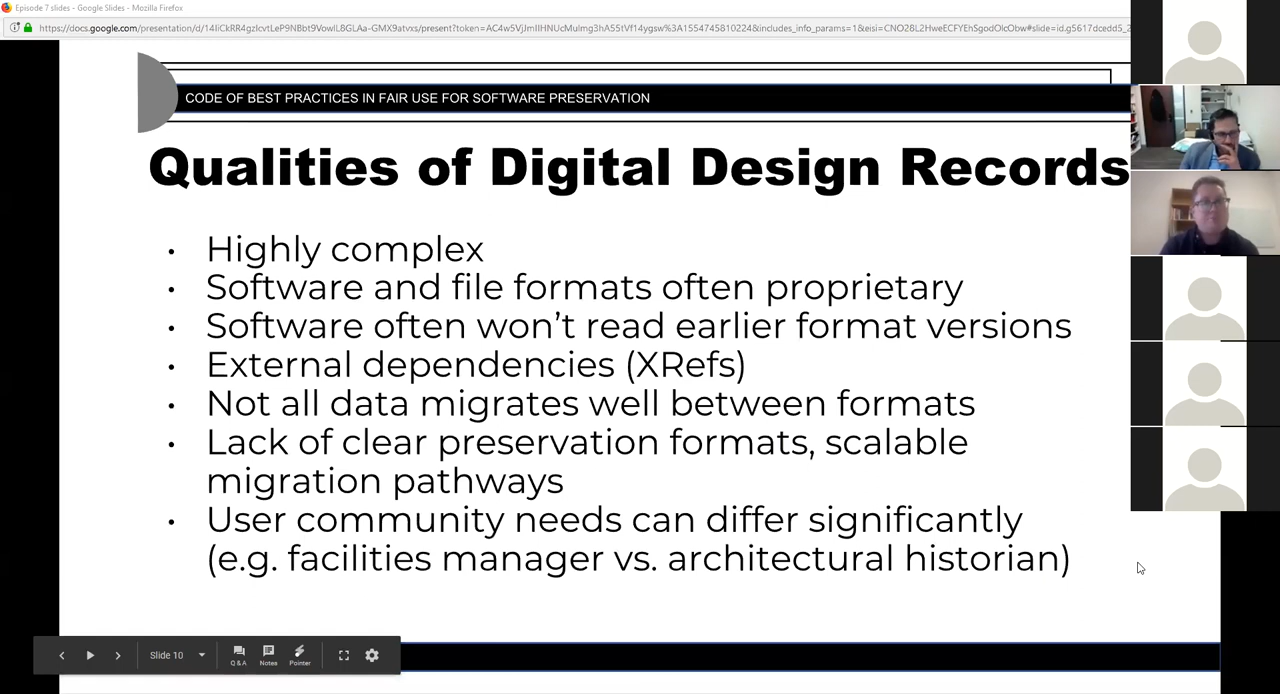 Episode 7 slides - Google Slides - Mozilla Firefox
CODE OF BEST PRACTICES IN FAIR USE FOR SOFTWARE PRESERVATION
Qualities of Digital Design Records
• Highly complex
• Software and file formats often proprietary
• Software often won’t read earlier format versions
• External dependencies (XRefs)
• Not all data migrates well between formats
• Lack of clear preservation formats, scalable
migration pathways
• User community needs can differ significantly
(e.g. facilities manager vs. architectural historian)
Slide 10
Q & A
Notes
Pointer